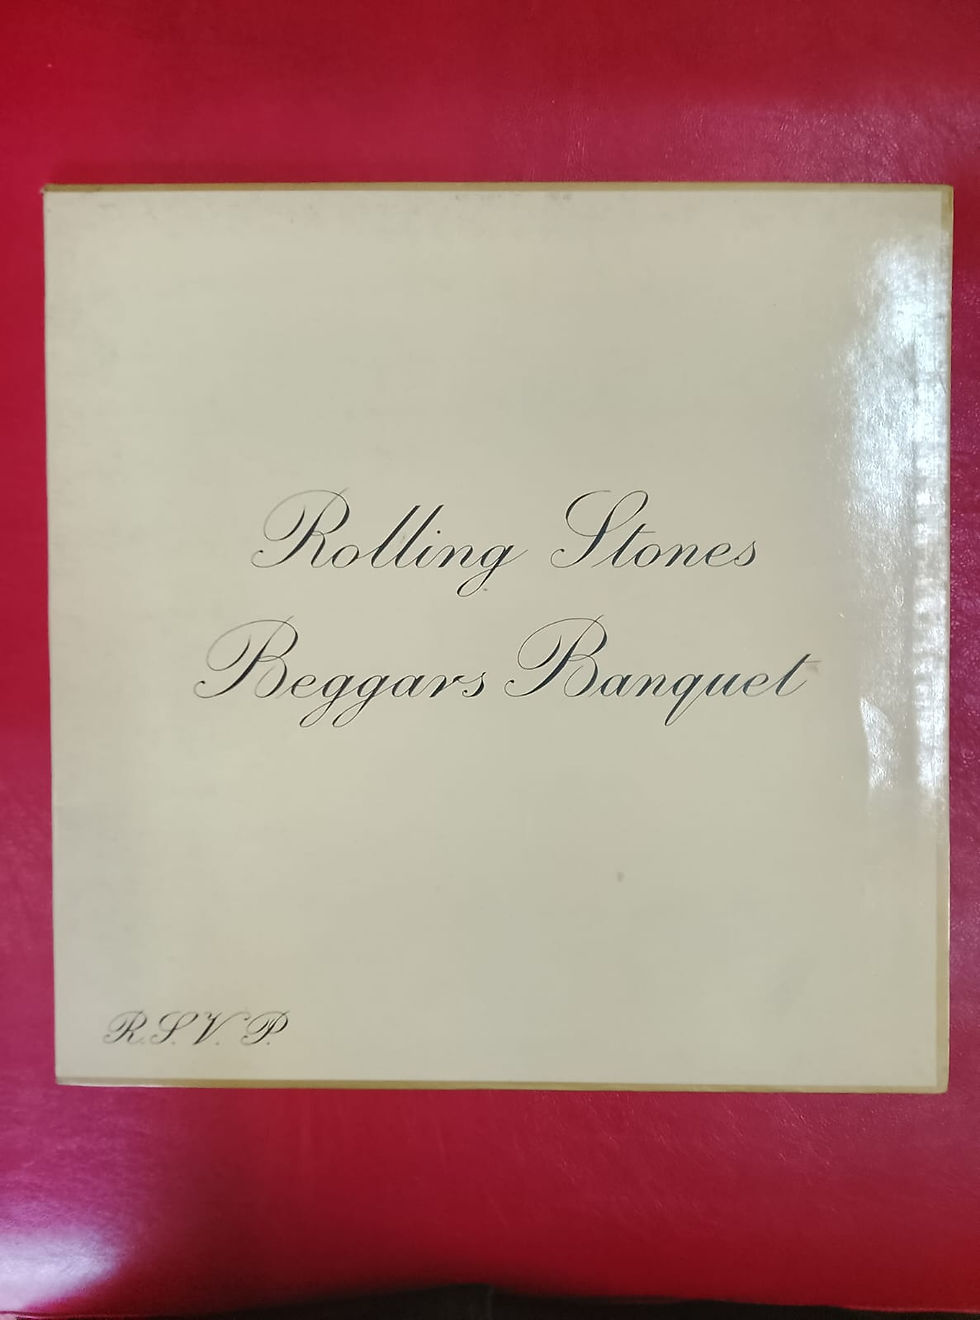 Rolling Stones
Beggars Banquet
R.S.V.P.